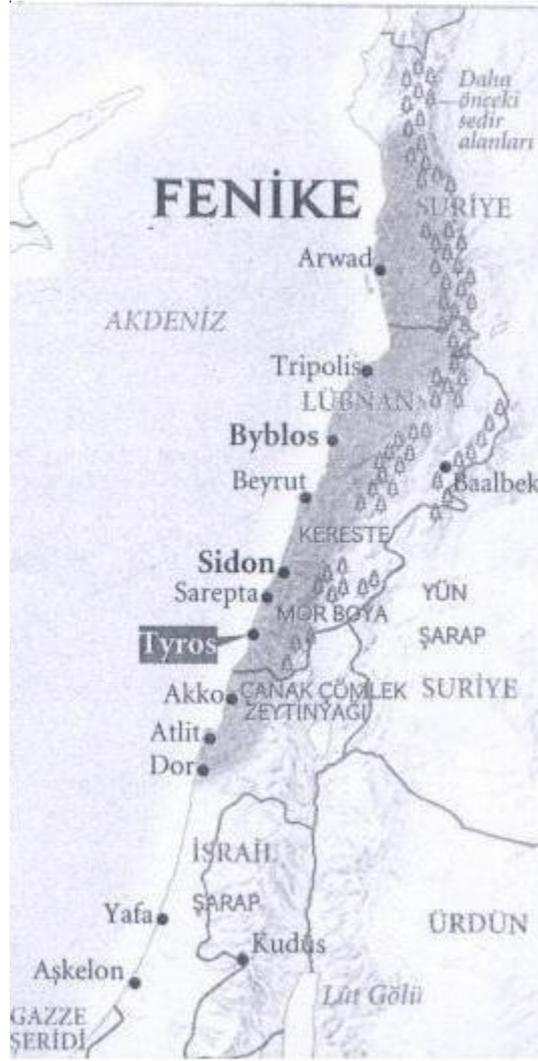 Daha
önceki
sedir
alanları
FENİKE
SURİYE
Arwad
AKDENİZ
Tripolis
LÜBNAN
Byblos
Beyrut
Baalbek
KERESTE
Sidon
Sarepta
YÜN
MOR BOYA
Tyros
ŞARAP
Akko
ÇANAK ÇÖMLEK
SURİYE
ZEYTİNYAĞI
Atlit
Dor
İSRAİL
ŞARAP
Yafa
ÜRDÜN
Kudüs
Aşkelon
Lût Gölü
GAZZE
ŞERİDİ